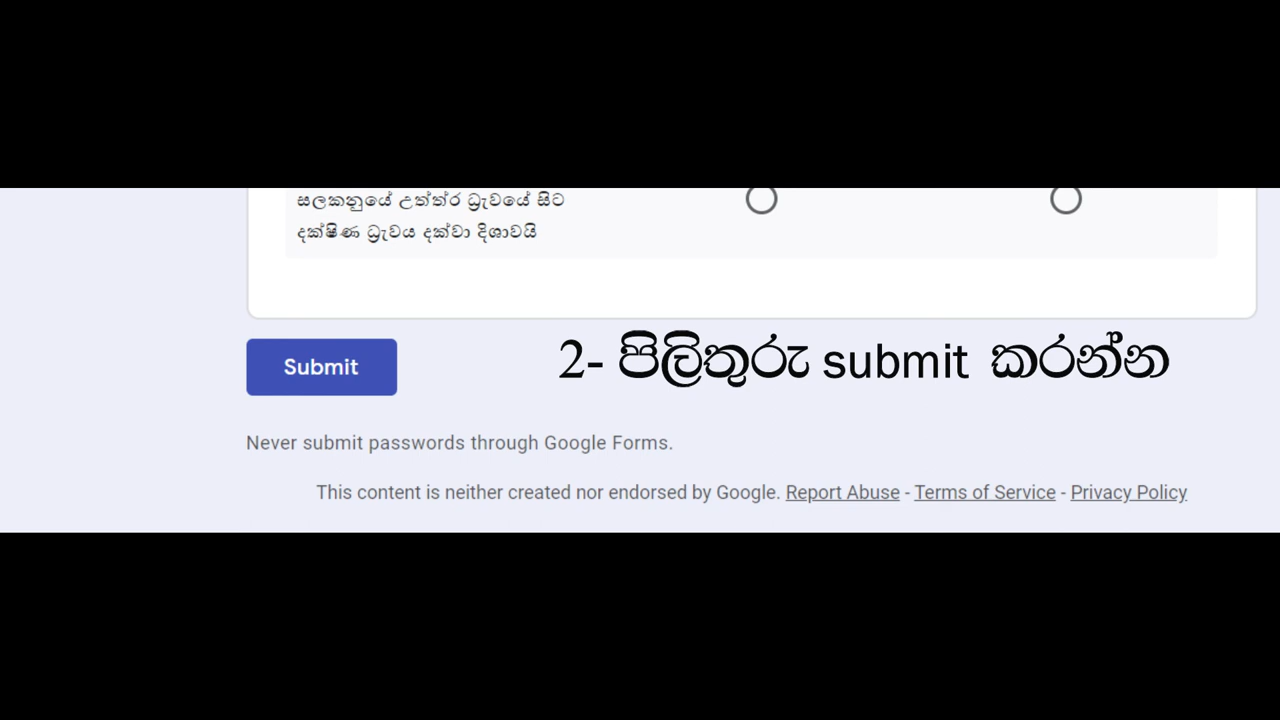 සලකනුයේ උත්ත්ර ධ්‍රැවයේ සිට
දක්ෂිණ ධ්‍රැවය දක්වා දිශාවයි
Submit
2- පිලිතුරු submit කරන්න
Never submit passwords through Google Forms.
This content is neither created nor endorsed by Google. Report Abuse - Terms of Service - Privacy Policy